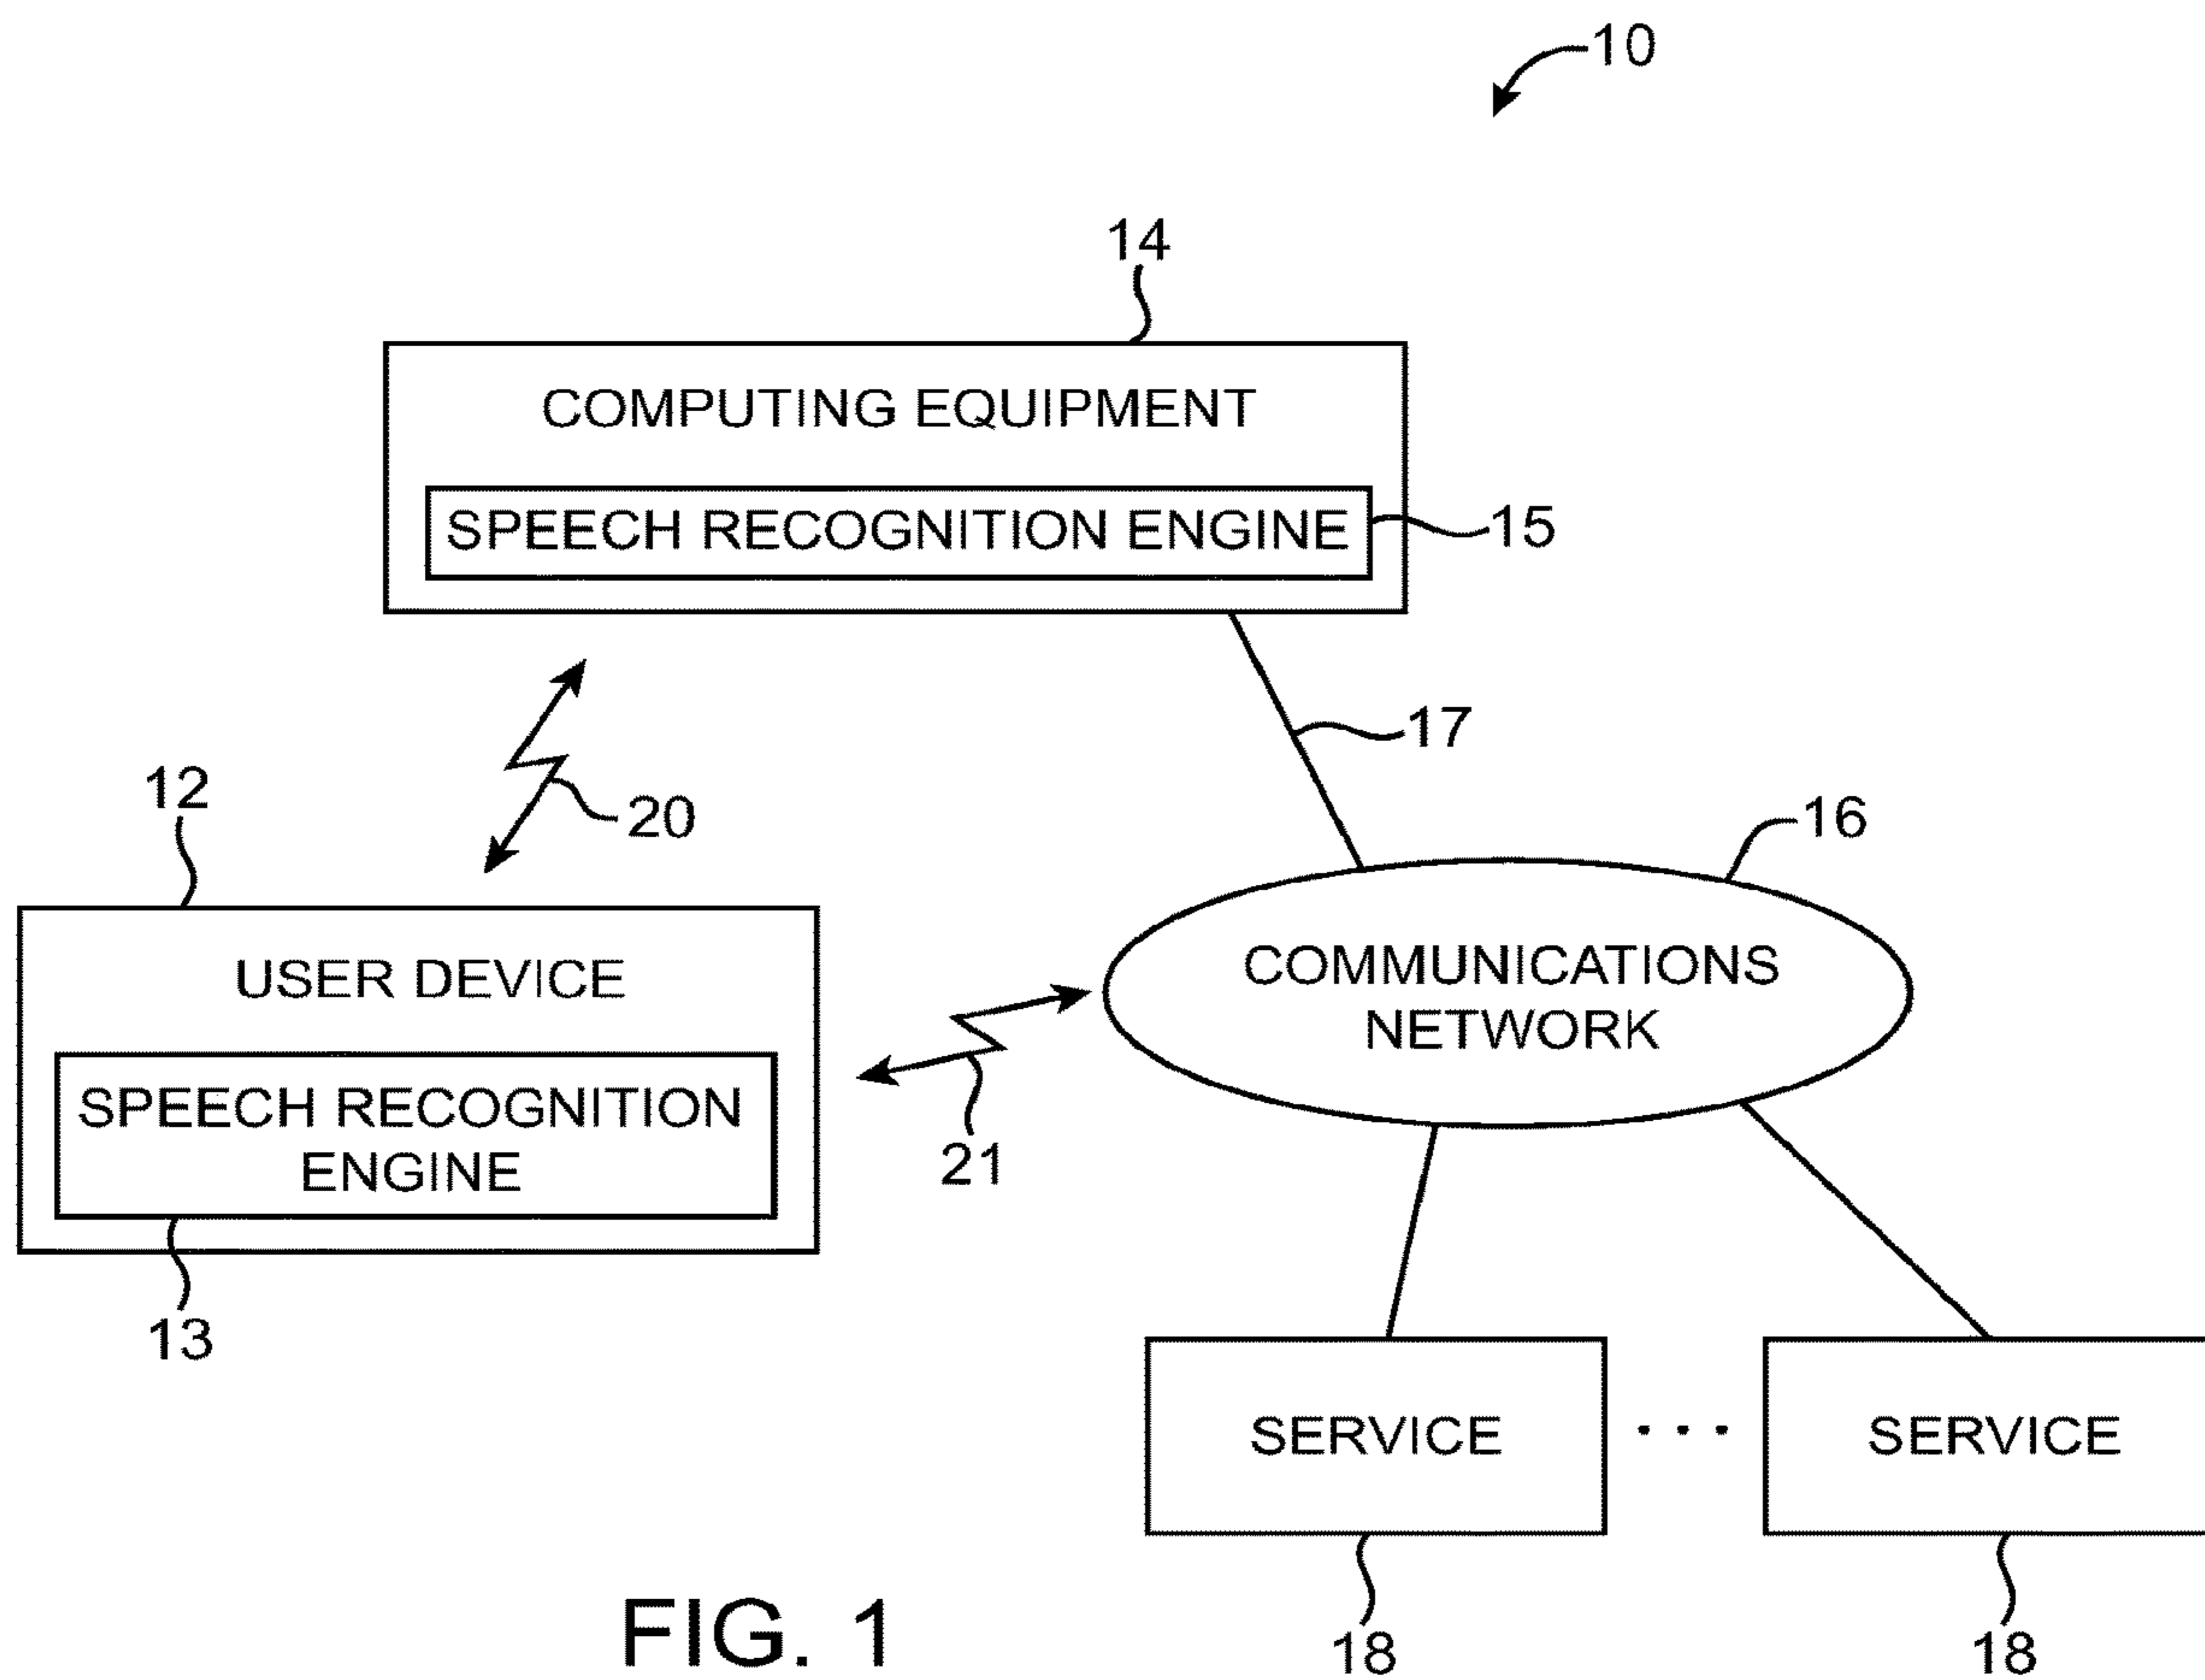 10
14
COMPUTING EQUIPMENT
SPEECH RECOGNITION ENGINE
15
17
12
20
16
USER DEVICE
COMMUNICATIONS
NETWORK
SPEECH RECOGNITION
ENGINE
21
13
SERVICE
. . .
SERVICE
18
18
FIG. 1